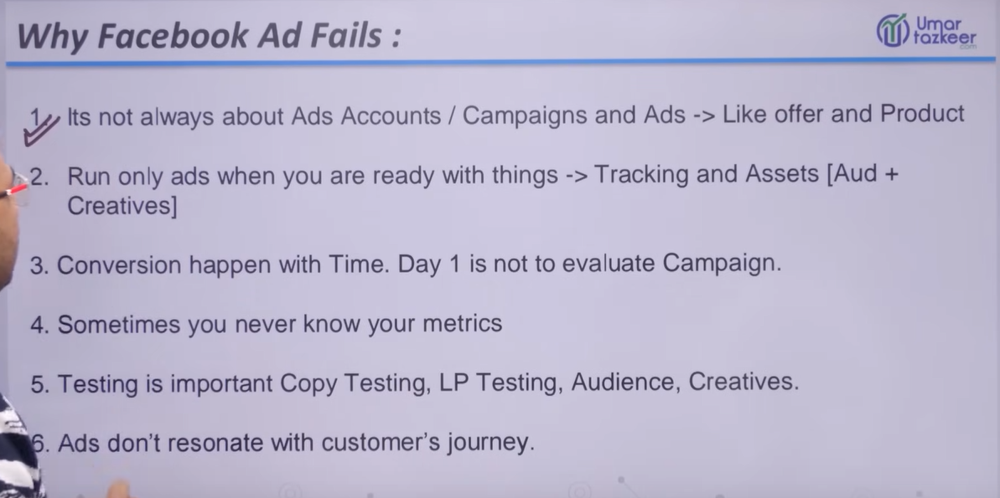 Why Facebook Ad Fails :
Umar
tazkeer
.com
1. Its not always about Ads Accounts / Campaigns and Ads -> Like offer and Product
2. Run only ads when you are ready with things -> Tracking and Assets [Aud +
Creatives]
3. Conversion happen with Time. Day 1 is not to evaluate Campaign.
4. Sometimes you never know your metrics
5. Testing is important Copy Testing, LP Testing, Audience, Creatives.
6. Ads don’t resonate with customer’s journey.